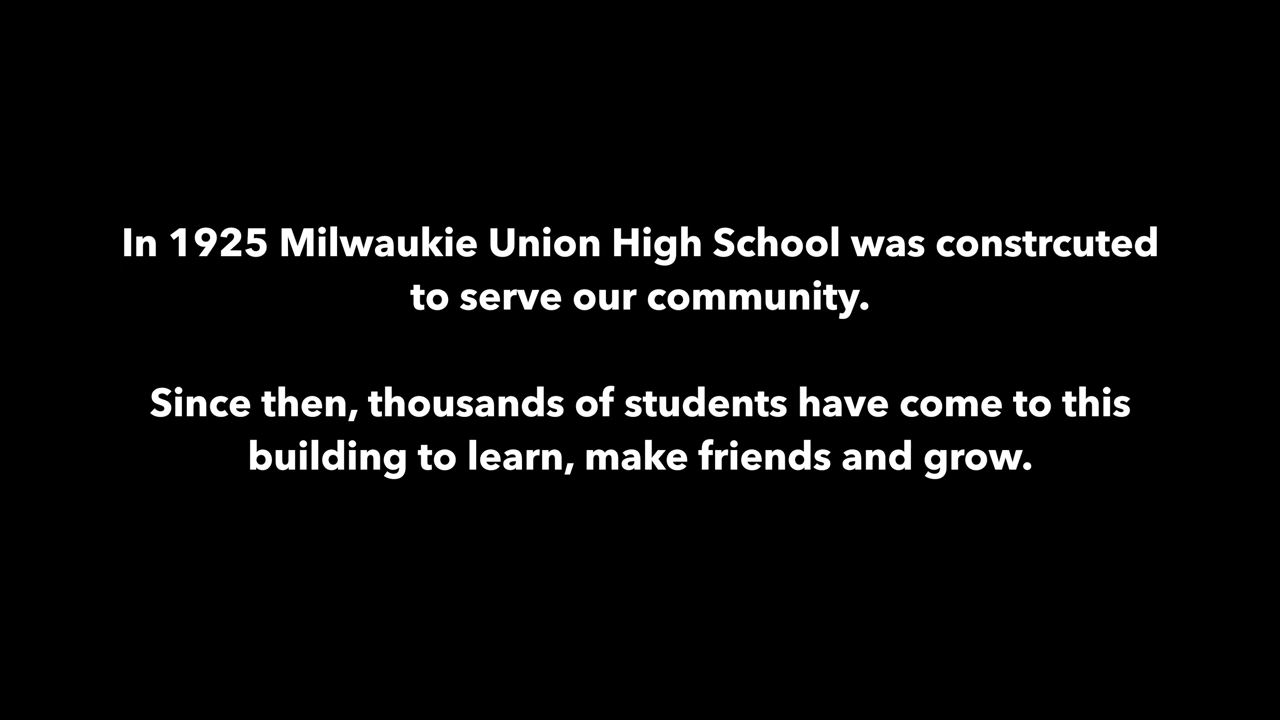 In 1925 Milwaukie Union High School was constrcuted
to serve our community.
Since then, thousands of students have come to this
building to learn, make friends and grow.